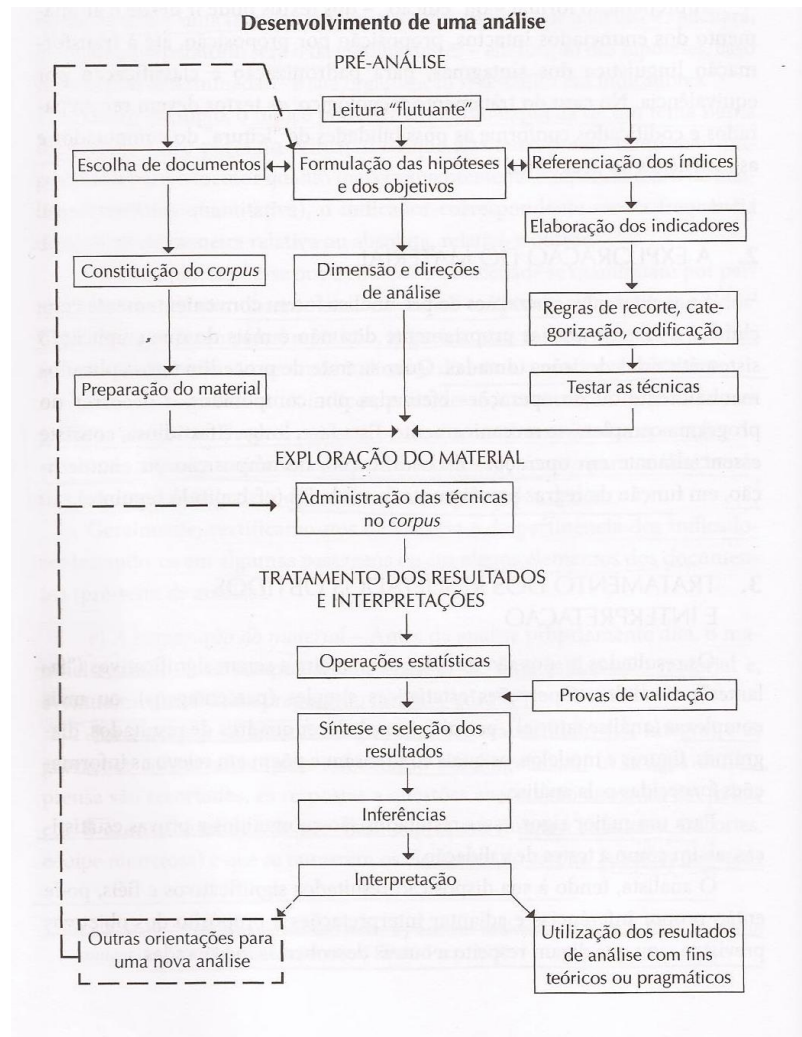 Desenvolvimento de uma análise
PRÉ-ANÁLISE
Leitura “flutuante”
Escolha de documentos
Formulação das hipóteses
e dos objetivos
Referenciação dos índices
Elaboração dos indicadores
Constituição do corpus
Dimensão e direções
de análise
Regras de recorte, cate-
gorização, codificação
Preparação do material
Testar as técnicas
EXPLORAÇÃO DO MATERIAL
Administração das técnicas
no corpus
TRATAMENTO DOS RESULTADOS
E INTERPRETAÇÕES
Operações estatísticas
Provas de validação
Síntese e seleção dos
resultados
Inferências
Interpretação
Outras orientações para
uma nova análise
Utilização dos resultados
de análise com fins
teóricos ou pragmáticos